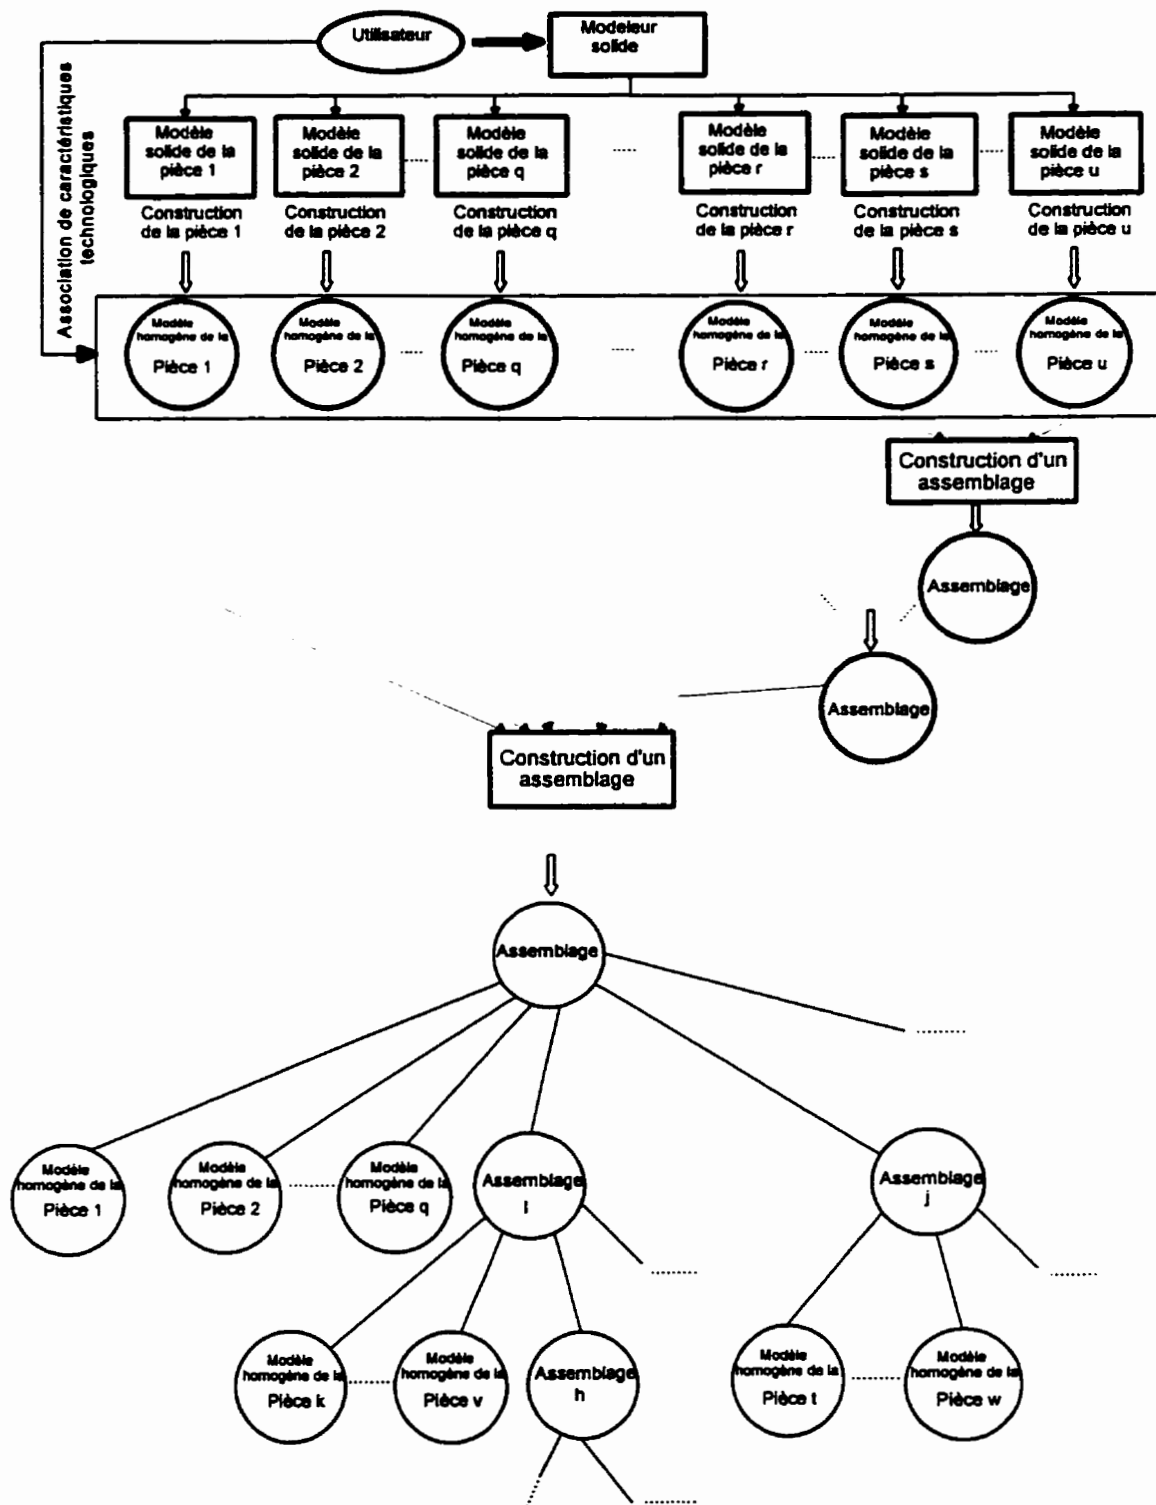 Utilisateur
Modeleur
solide
Association de caractéristiques
technologiques
Modèle
solide de la
pièce 1
Modèle
solide de la
pièce 2
Modèle
solide de la
pièce q
Modèle
solide de la
pièce r
Modèle
solide de la
pièce s
Modèle
solide de la
pièce u
Construction
de la pièce 1
Construction
de la pièce 2
Construction
de la pièce q
Construction
de la pièce r
Construction
de la pièce s
Construction
de la pièce u
Modèle
homogène de la
Pièce 1
Modèle
homogène de la
Pièce 2
Modèle
homogène de la
Pièce q
Modèle
homogène de la
Pièce r
Modèle
homogène de la
Pièce s
Modèle
homogène de la
Pièce u
Construction d'un
assemblage
Assemblage
Assemblage
Construction d'un
assemblage
Assemblage
Modèle
homogène de la
Pièce 1
Modèle
homogène de la
Pièce 2
Modèle
homogène de la
Pièce q
Assemblage
i
Assemblage
j
Modèle
homogène de la
Pièce k
Modèle
homogène de la
Pièce v
Assemblage
h
Modèle
homogène de la
Pièce t
Modèle
homogène de la
Pièce w